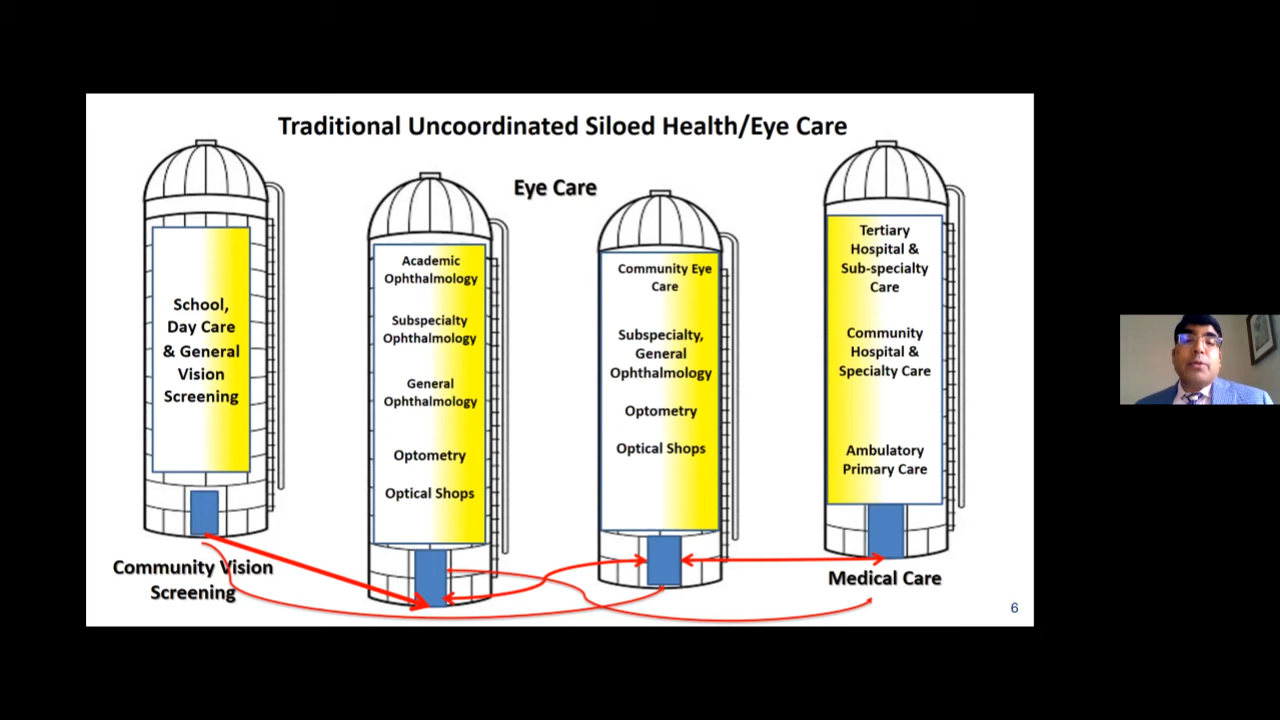 Traditional Uncoordinated Siloed Health/Eye Care
Eye Care
School,
Day Care
& General
Vision
Screening
Community Vision
Screening
Academic
Ophthalmology
Subspecialty
Ophthalmology
General
Ophthalmology
Optometry
Optical Shops
Community Eye
Care
Subspecialty,
General
Ophthalmology
Optometry
Optical Shops
Tertiary
Hospital &
Sub-specialty
Care
Community
Hospital &
Specialty Care
Ambulatory
Primary Care
Medical Care
6